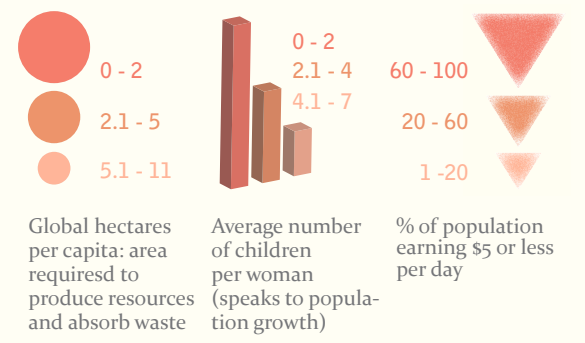 0 - 2
2.1 - 5
5.1 - 11
Global hectares
per capita: area
requiresd to
produce resources
and absorb waste
0 - 2
2.1 - 4
4.1 - 7
Average number
of children
per woman
(speaks to popula-
tion growth)
60 - 100
20 - 60
1 -20
% of population
earning $5 or less
per day